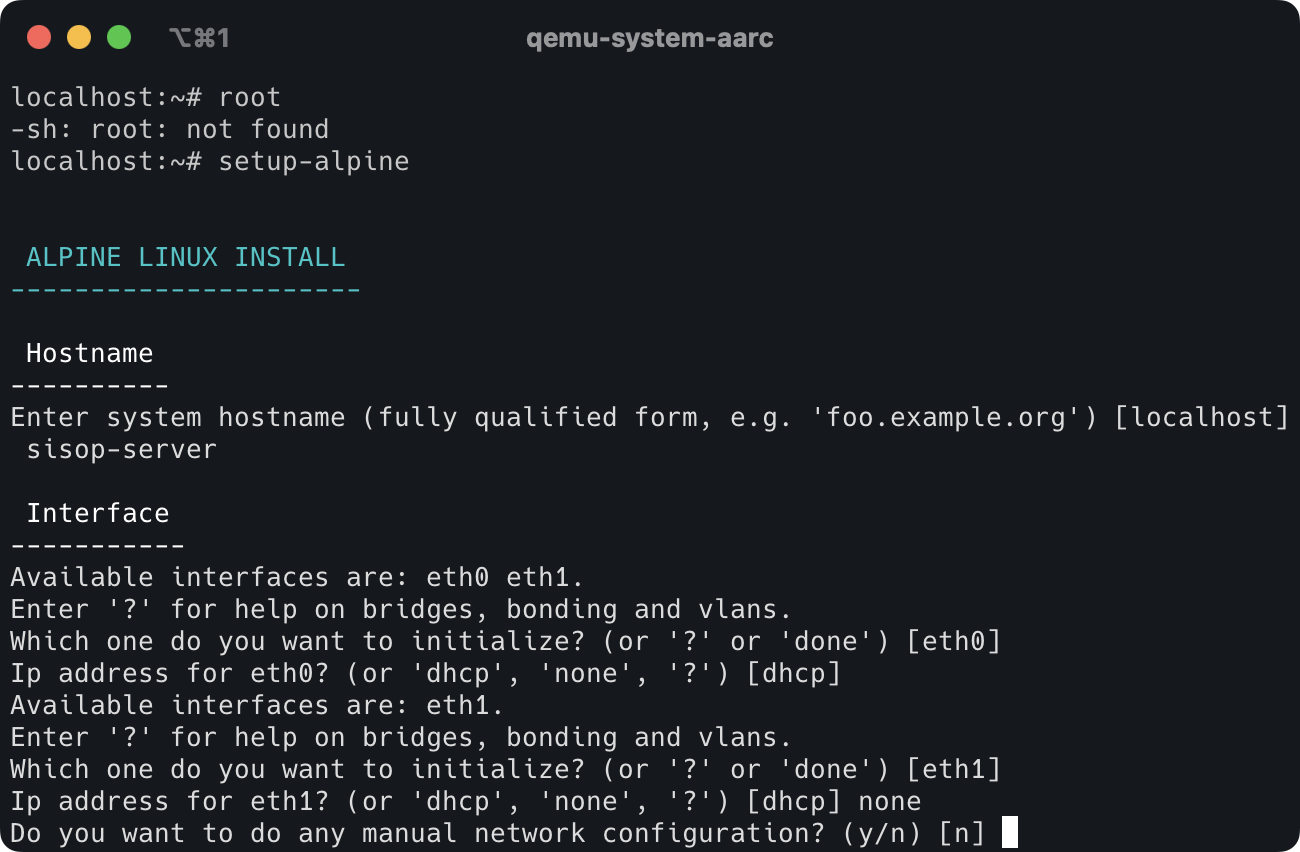 ⌥⌘1 qemu-system-aarc
localhost:~# root
-sh: root: not found
localhost:~# setup-alpine
ALPINE LINUX INSTALL
----------------------
Hostname
----------
Enter system hostname (fully qualified form, e.g. 'foo.example.org') [localhost]
sisop-server
Interface
-----------
Available interfaces are: eth0 eth1.
Enter '?' for help on bridges, bonding and vlans.
Which one do you want to initialize? (or '?' or 'done') [eth0]
Ip address for eth0? (or 'dhcp', 'none', '?') [dhcp]
Available interfaces are: eth1.
Enter '?' for help on bridges, bonding and vlans.
Which one do you want to initialize? (or '?' or 'done') [eth1]
Ip address for eth1? (or 'dhcp', 'none', '?') [dhcp] none
Do you want to do any manual network configuration? (y/n) [n]